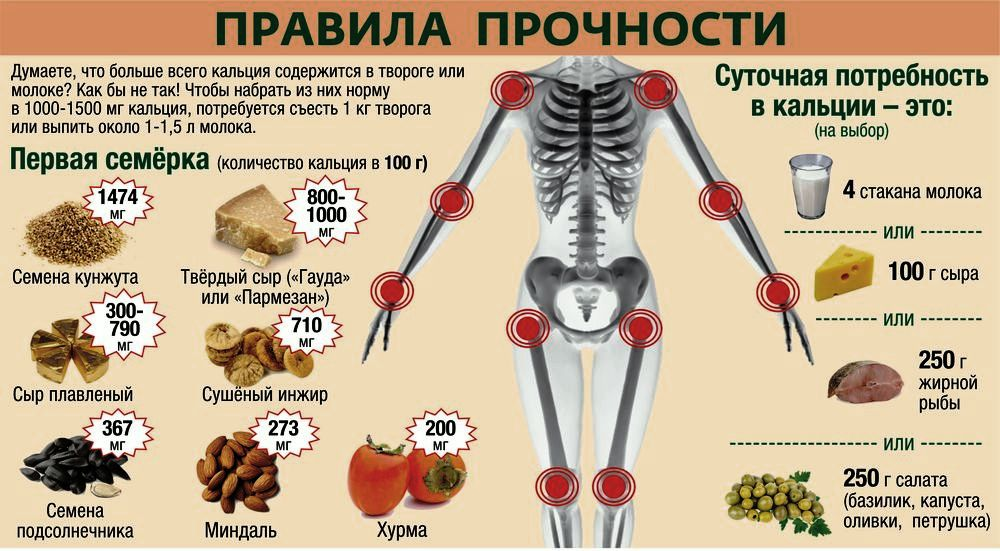 ПРАВИЛА ПРОЧНОСТИ
Думаете, что больше всего кальция содержится в твороге или
молоке? Как бы не так! Чтобы набрать из них норму
в 1000-1500 мг кальция, потребуется съесть 1 кг творога
или выпить около 1-1,5 л молока.
Первая семёрка (количество кальция в 100 г)
1474
мг
Семена кунжута
800-
1000
мг
Твёрдый сыр («Гауда»
или «Пармезан»)
300-
790
мг
Сыр плавленый
710
мг
Сушёный инжир
367
мг
Семена
подсолнечника
273
мг
Миндаль
200
мг
Хурма
Суточная потребность
в кальции – это:
(на выбор)
4 стакана молока
или
100 г сыра
или
250 г
жирной
рыбы
или
250 г салата
(базилик, капуста,
оливки, петрушка)